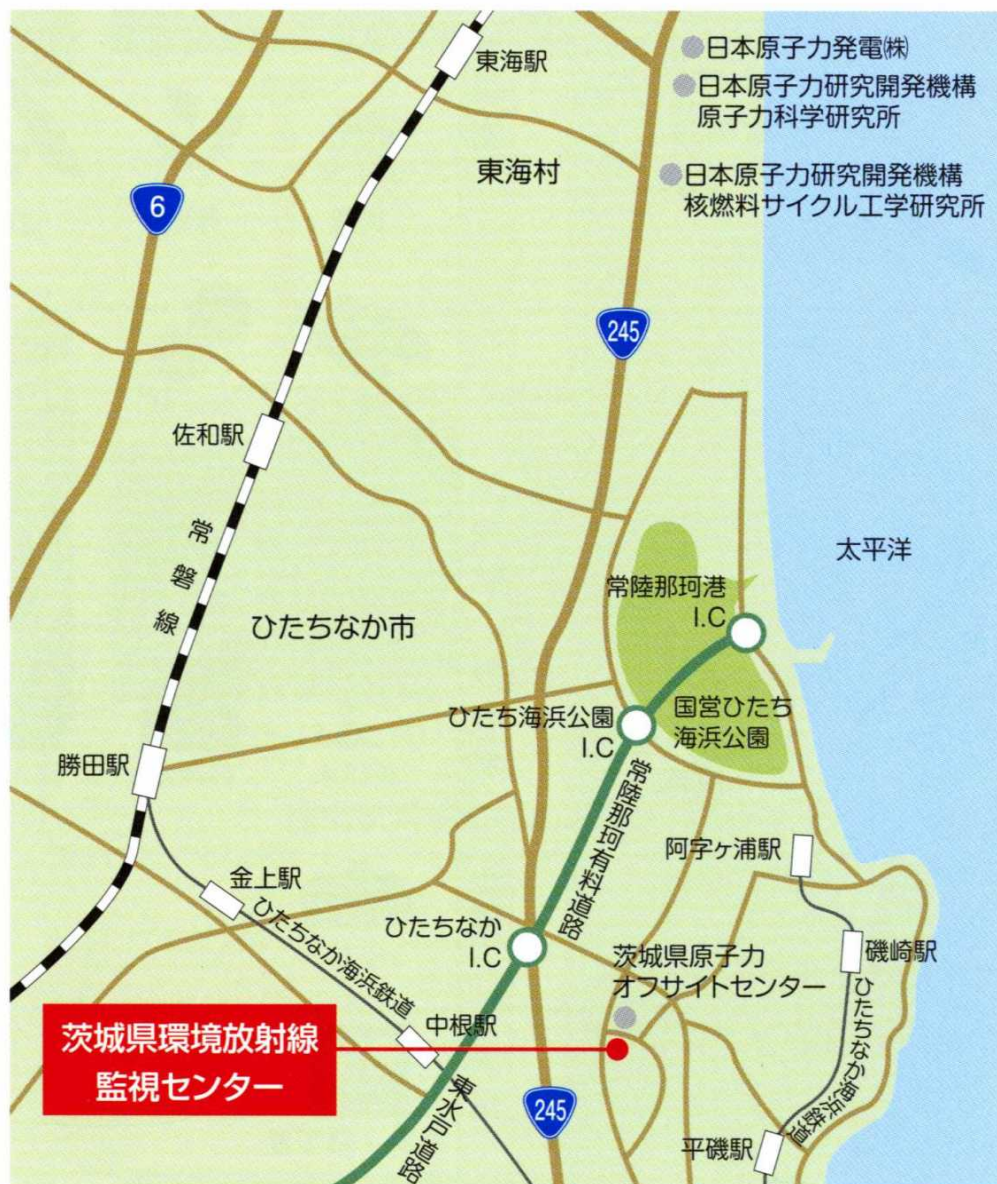 東海駅
日本原子力発電㈱
日本原子力研究開発機構
原子力科学研究所
東海村
日本原子力研究開発機構
核燃料サイクル工学研究所
6
245
佐和駅
常磐線
太平洋
常陸那珂港
I.C
ひたちなか市
ひたち海浜公園
I.C
国営ひたち
海浜公園
勝田駅
常陸那珂有料道路
阿字ヶ浦駅
金上駅
ひたちなか海浜鉄道
ひたちなか
I.C
茨城県原子力
オフサイトセンター
磯崎駅
ひたちなか海浜鉄道
中根駅
茨城県環境放射線
監視センター
東水戸道路
245
平磯駅